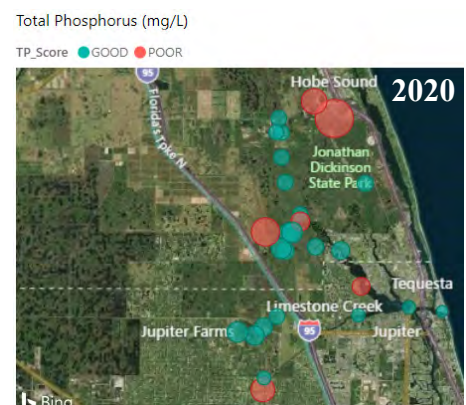 Total Phosphorus (mg/L)
TP_Score GOOD POOR
95
Hobe Sound
2020
Florida's Tpke N
Jonathan
Dickinson
State Park
Tequesta
Limestone Creek
Jupiter Farms
95
Jupiter
Bing